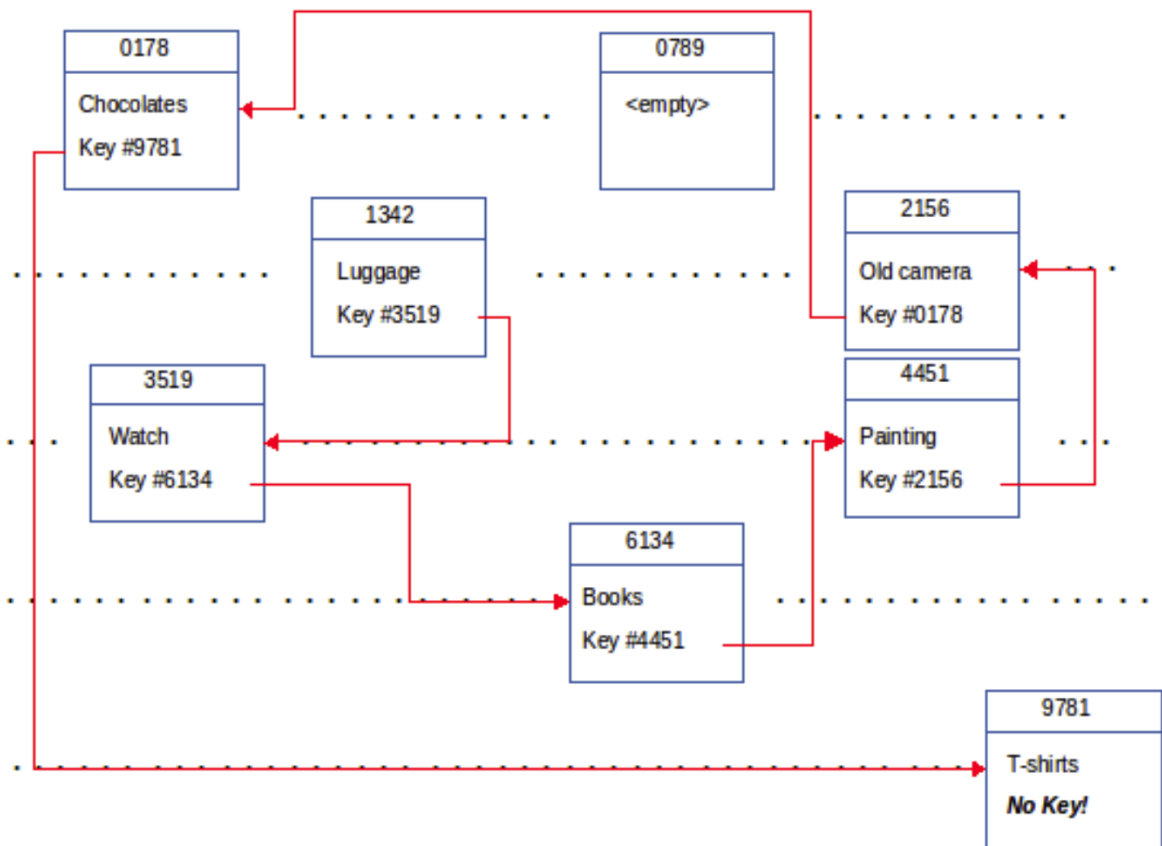 0178
Chocolates
Key #9781
0789
<empty>
1342
Luggage
Key #3519
2156
Old camera
Key #0178
3519
Watch
Key #6134
4451
Painting
Key #2156
6134
Books
Key #4451
9781
T-shirts
No Key!